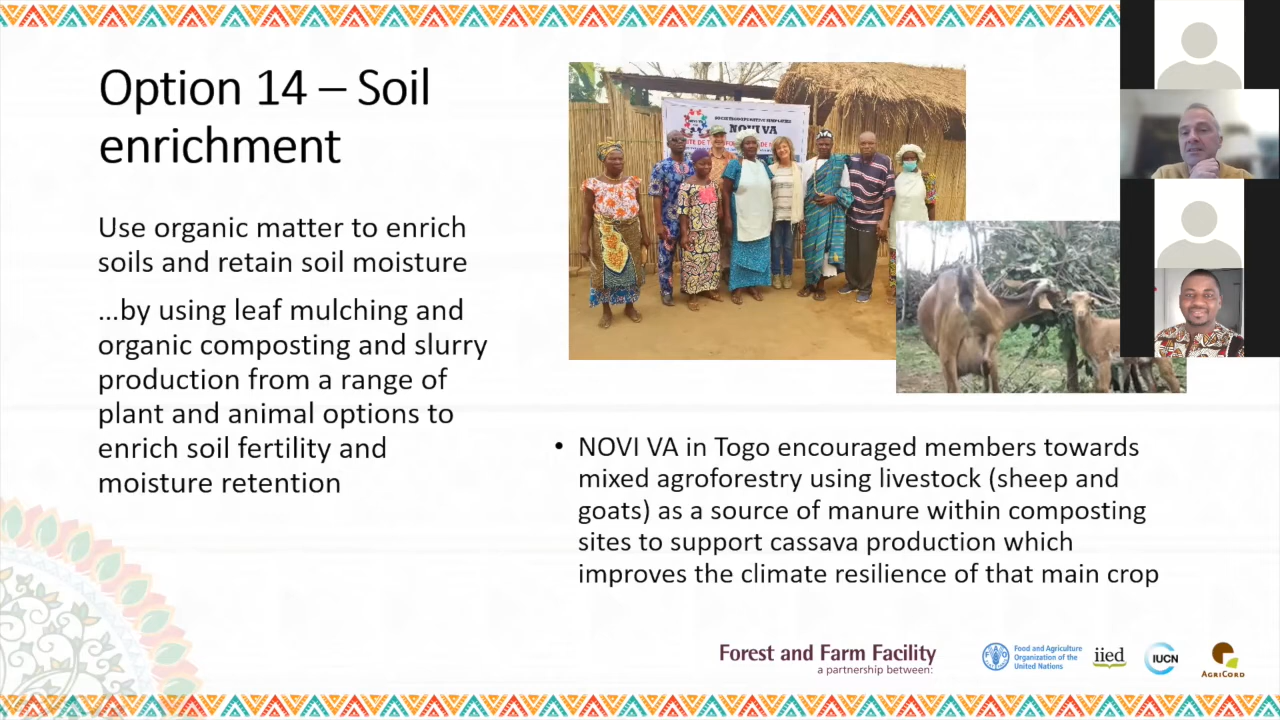 Option 14 – Soil
enrichment
Use organic matter to enrich
soils and retain soil moisture
...by using leaf mulching and
organic composting and slurry
production from a range of
plant and animal options to
enrich soil fertility and
moisture retention
NOVI VA
• NOVI VA in Togo encouraged members towards
mixed agroforestry using livestock (sheep and
goats) as a source of manure within composting
sites to support cassava production which
improves the climate resilience of that main crop
Forest and Farm Facility
a partnership between:
Food and Agriculture
Organization of the
United Nations
iied
IUCN
AGRICORD